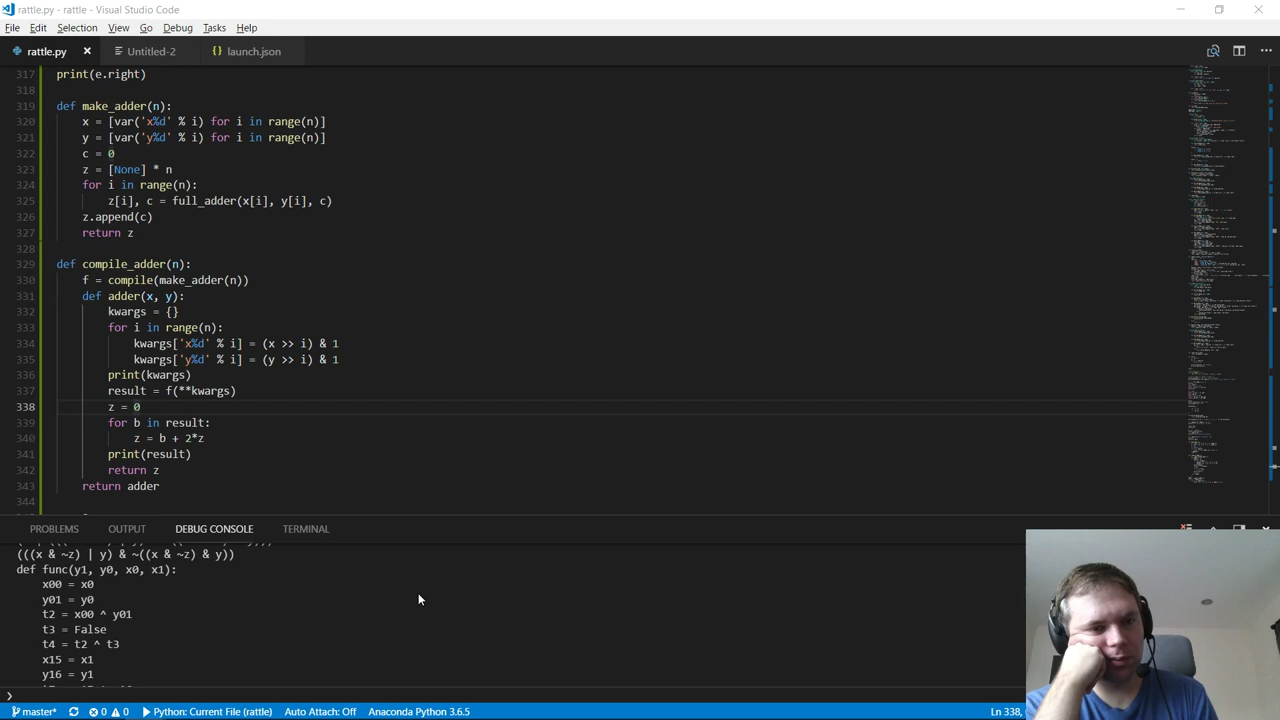 rattle.py - rattle - Visual Studio Code
File Edit Selection View Go Debug Tasks Help
rattle.py Untitled-2 {} launch.json
317 print(e.right)
318
319 def make_adder(n):
320 x = [var('x%d' % i) for i in range(n)]
321 y = [var('y%d' % i) for i in range(n)]
322 c = 0
323 z = [None] * n
324 for i in range(n):
325 z[i], c = full_adder(x[i], y[i], c)
326 z.append(c)
327 return z
328
329 def compile_adder(n):
330 f = compile(make_adder(n))
331 def adder(x, y):
332 kwargs = {}
333 for i in range(n):
334 kwargs['x%d' % i] = (x >> i) & 1
335 kwargs['y%d' % i] = (y >> i) & 1
336 print(kwargs)
337 result = f(**kwargs)
338 z = 0
339 for b in result:
340 z = b + 2*z
341 print(result)
342 return z
343 return adder
344
PROBLEMS OUTPUT DEBUG CONSOLE TERMINAL
(((x & ~z) | y) & ~((x & ~z) & y))
def func(y1, y0, x0, x1):
x00 = x0
y01 = y0
t2 = x00 ^ y01
t3 = False
t4 = t2 ^ t3
x15 = x1
y16 = y1
master* 0 0 Python: Current File (rattle) Auto Attach: Off Anaconda Python 3.6.5 Ln 338,